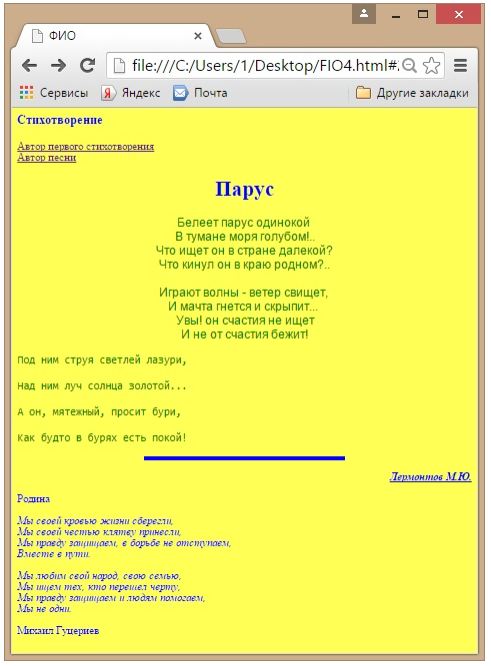 ФИО
file:///C:/Users/1/Desktop/FIO4.html#
Сервисы Яндекс Почта Другие закладки
Стихотворение
Автор первого стихотворения
Автор песни
Парус
Белеет парус одинокой
В тумане моря голубом!..
Что ищет он в стране далекой?
Что кинул он в краю родном?..
Играют волны - ветер свищет,
И мачта гнется и скрыпит...
Увы! он счастия не ищет
И не от счастия бежит!
Под ним струя светлей лазури,
Над ним луч солнца золотой...
А он, мятежный, просит бури,
Как будто в бурях есть покой!
Лермонтов М.Ю.
Родина
Мы своей кровью жизни сберегли,
Мы своей честью клятву принесли,
Мы правду защищаем, в борьбе не отступаем,
Вместе в пути.
Мы любим свой народ, свою семью,
Мы ищем тех, кто перешел черту,
Мы правду защищаем и людям помогаем,
Мы не одни.
Михаил Гуцериев